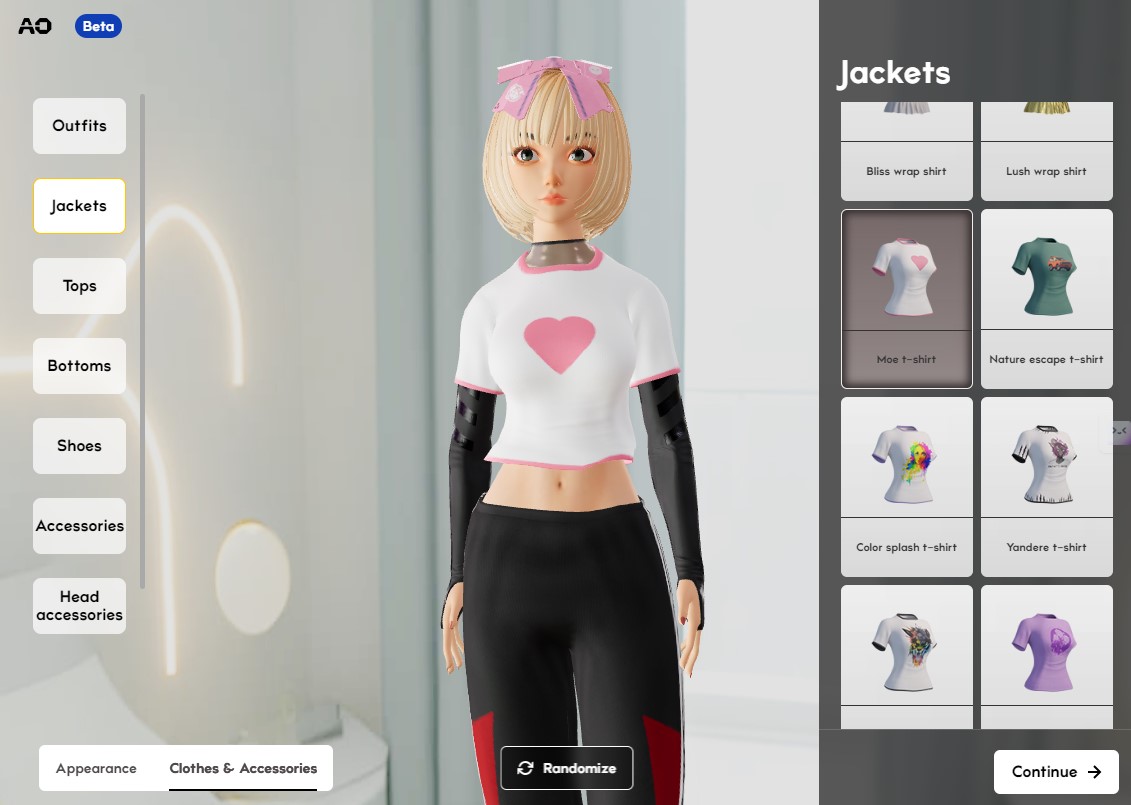 AO
Beta
Outfits
Jackets
Tops
Bottoms
Shoes
Accessories
Head
accessories
Jackets
Bliss wrap shirt
Lush wrap shirt
Moe t-shirt
Nature escape t-shirt
Color splash t-shirt
Yandere t-shirt
Appearance
Clothes & Accessories
Randomize
Continue